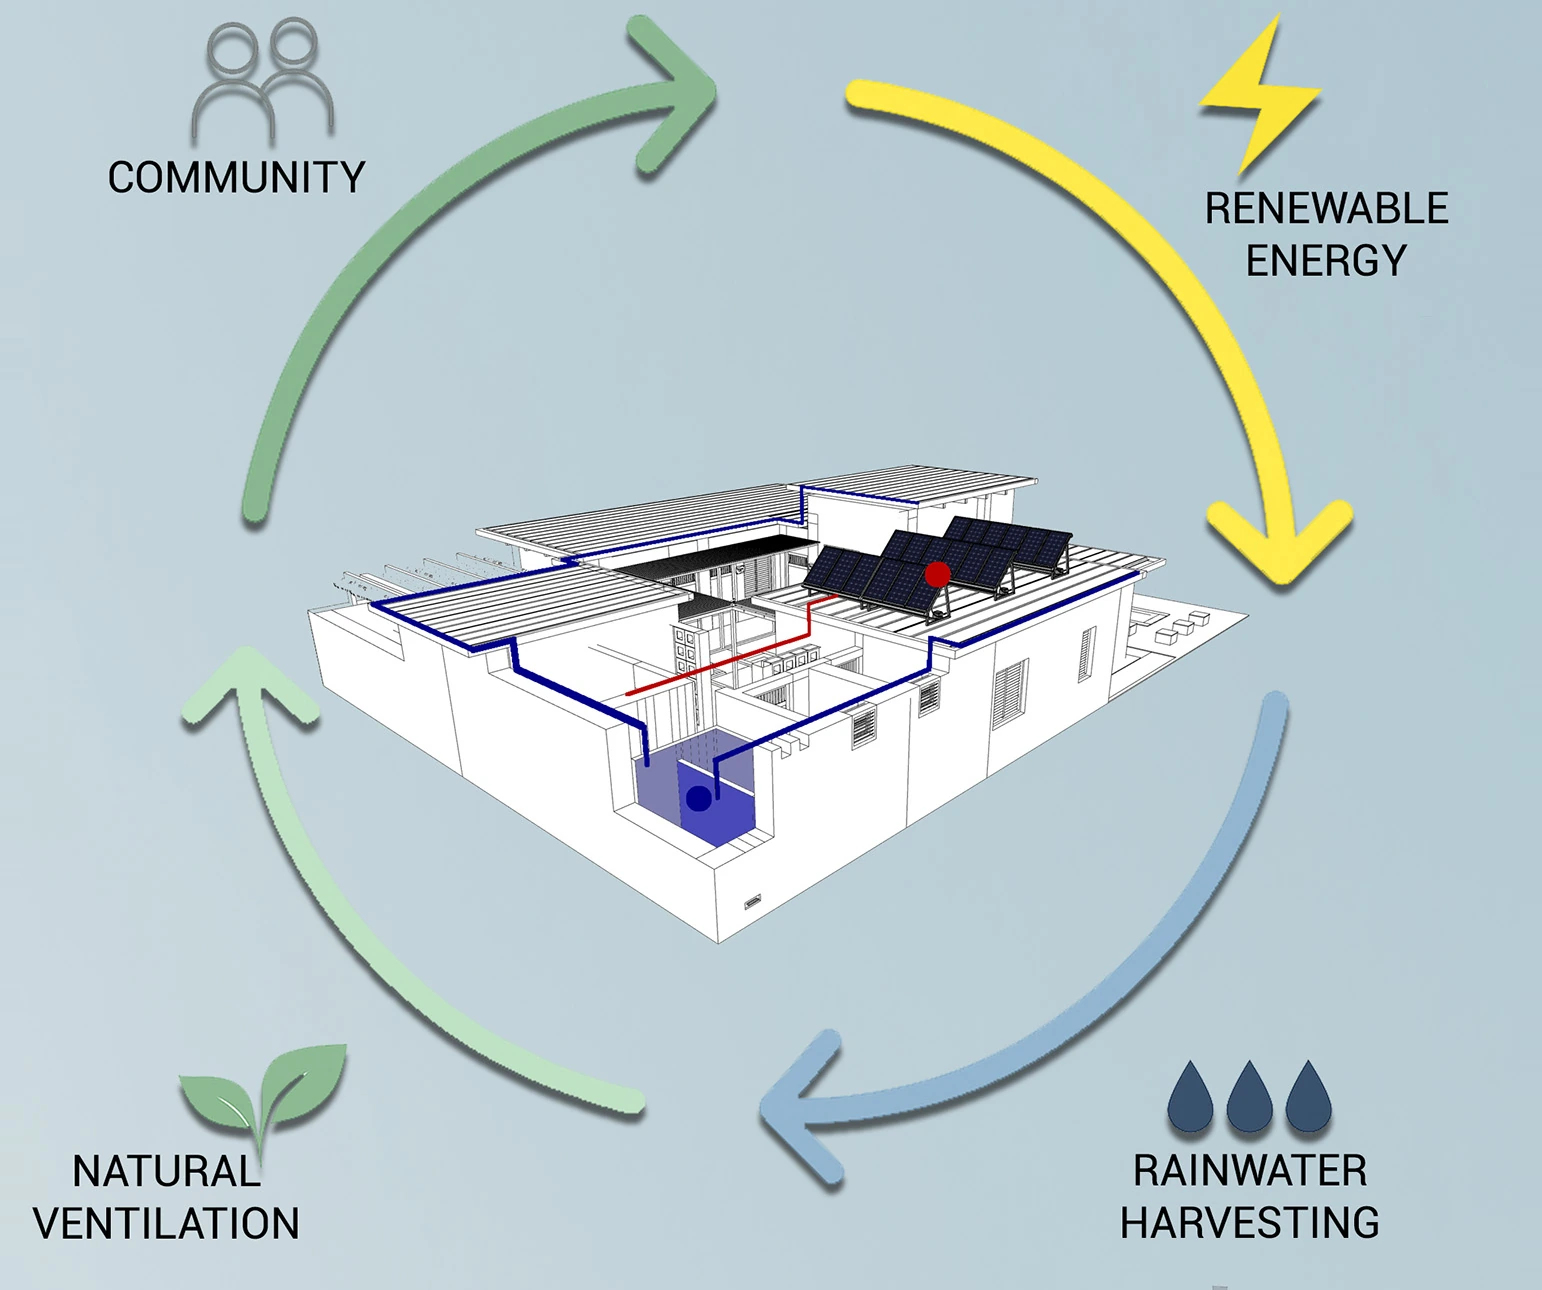 COMMUNITY
RENEWABLE
ENERGY
NATURAL
VENTILATION
RAINWATER
HARVESTING